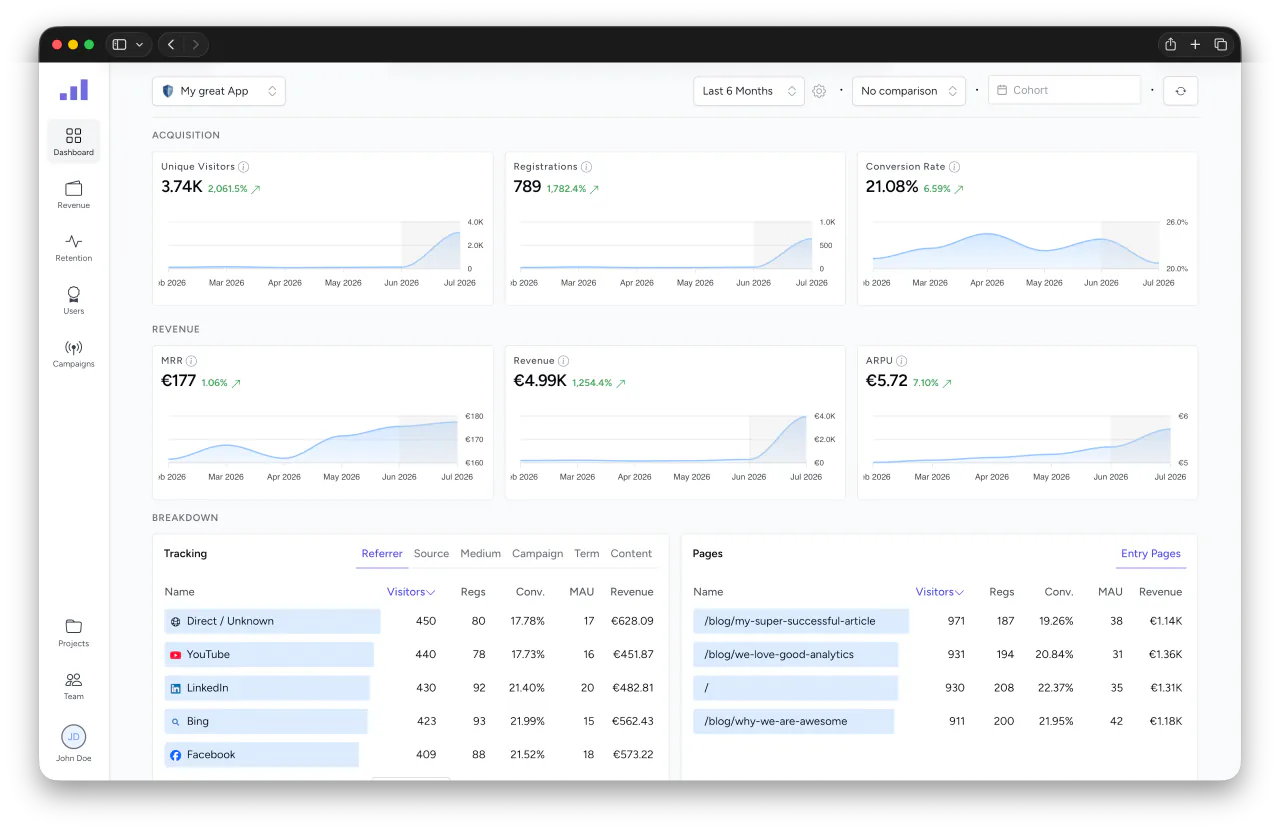 My great App
Last 6 Months
No comparison
Cohort
Dashboard
Revenue
Retention
Users
Campaigns
Projects
Team
JD
John Doe
ACQUISITION
Unique Visitors
3.74K 2,061.5%
4.0K
2.0K
0
b 2026 Mar 2026 Apr 2026 May 2026 Jun 2026 Jul 2026
Registrations
789 1,782.4%
1.0K
500
0
b 2026 Mar 2026 Apr 2026 May 2026 Jun 2026 Jul 2026
Conversion Rate
21.08% 6.59%
26.0%
20.0%
b 2026 Mar 2026 Apr 2026 May 2026 Jun 2026 Jul 2026
REVENUE
MRR
€177 1.06%
€180
€170
€160
b 2026 Mar 2026 Apr 2026 May 2026 Jun 2026 Jul 2026
Revenue
€4.99K 1,254.4%
€4.0K
€2.0K
€0
b 2026 Mar 2026 Apr 2026 May 2026 Jun 2026 Jul 2026
ARPU
€5.72 7.10%
€6
€5
b 2026 Mar 2026 Apr 2026 May 2026 Jun 2026 Jul 2026
BREAKDOWN
Tracking Referrer Source Medium Campaign Term Content
Name Visitors Regs Conv. MAU Revenue
Direct / Unknown 450 80 17.78% 17 €628.09
YouTube 440 78 17.73% 16 €451.87
LinkedIn 430 92 21.40% 20 €482.81
Bing 423 93 21.99% 15 €562.43
Facebook 409 88 21.52% 18 €573.22
Pages Entry Pages
Name Visitors Regs Conv. MAU Revenue
/blog/my-super-successful-article 971 187 19.26% 38 €1.14K
/blog/we-love-good-analytics 931 194 20.84% 31 €1.36K
/ 930 208 22.37% 35 €1.31K
/blog/why-we-are-awesome 911 200 21.95% 42 €1.18K